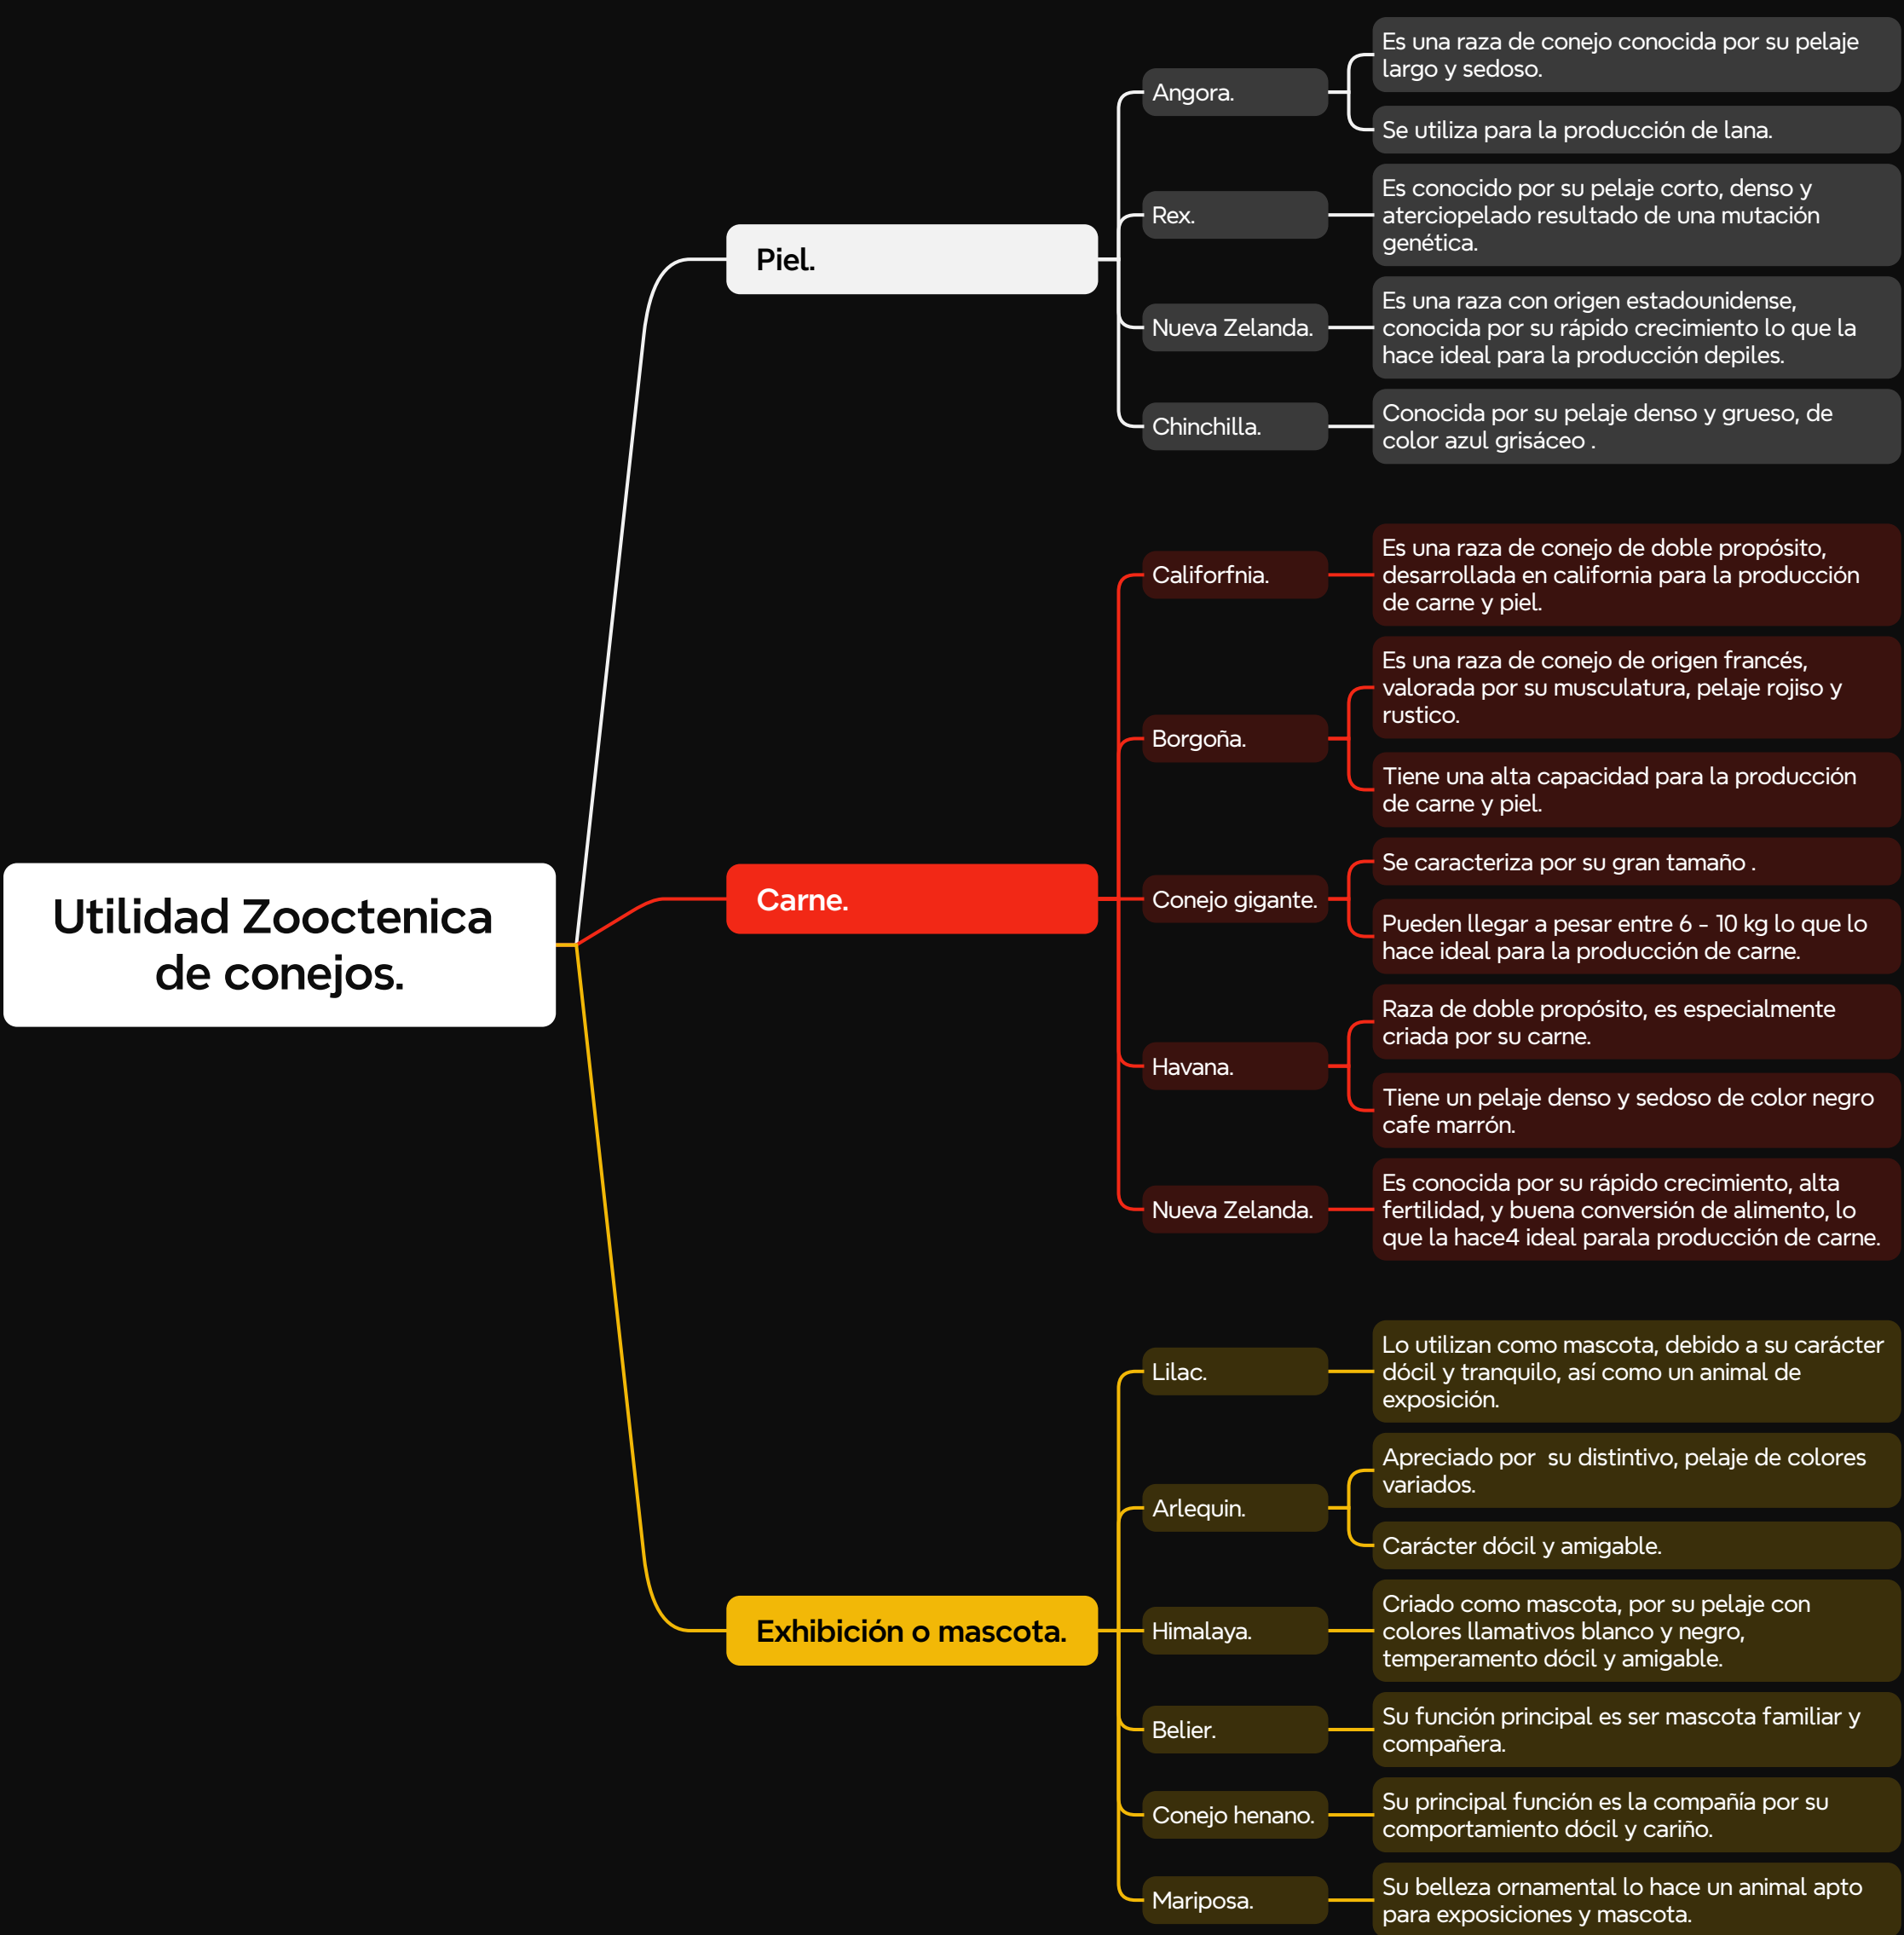 Utilidad Zooctenica
de conejos.
Piel.
Angora.
Es una raza de conejo conocida por su pelaje
largo y sedoso.
Se utiliza para la producción de lana.
Rex.
Es conocido por su pelaje corto, denso y
aterciopelado resultado de una mutación
genética.
Nueva Zelanda.
Es una raza con origen estadounidense,
conocida por su rápido crecimiento lo que la
hace ideal para la producción depiles.
Chinchilla.
Conocida por su pelaje denso y grueso, de
color azul grisáceo .
Carne.
Califorfnia.
Es una raza de conejo de doble propósito,
desarrollada en california para la producción
de carne y piel.
Borgoña.
Es una raza de conejo de origen francés,
valorada por su musculatura, pelaje rojiso y
rustico.
Tiene una alta capacidad para la producción
de carne y piel.
Conejo gigante.
Se caracteriza por su gran tamaño .
Pueden llegar a pesar entre 6 - 10 kg lo que lo
hace ideal para la producción de carne.
Havana.
Raza de doble propósito, es especialmente
criada por su carne.
Tiene un pelaje denso y sedoso de color negro
cafe marrón.
Nueva Zelanda.
Es conocida por su rápido crecimiento, alta
fertilidad, y buena conversión de alimento, lo
que la hace4 ideal parala producción de carne.
Exhibición o mascota.
Lilac.
Lo utilizan como mascota, debido a su carácter
dócil y tranquilo, así como un animal de
exposición.
Arlequin.
Apreciado por  su distintivo, pelaje de colores
variados.
Carácter dócil y amigable.
Himalaya.
Criado como mascota, por su pelaje con
colores llamativos blanco y negro,
temperamento dócil y amigable.
Belier.
Su función principal es ser mascota familiar y
compañera.
Conejo henano.
Su principal función es la compañía por su
comportamiento dócil y cariño.
Mariposa.
Su belleza ornamental lo hace un animal apto
para exposiciones y mascota.